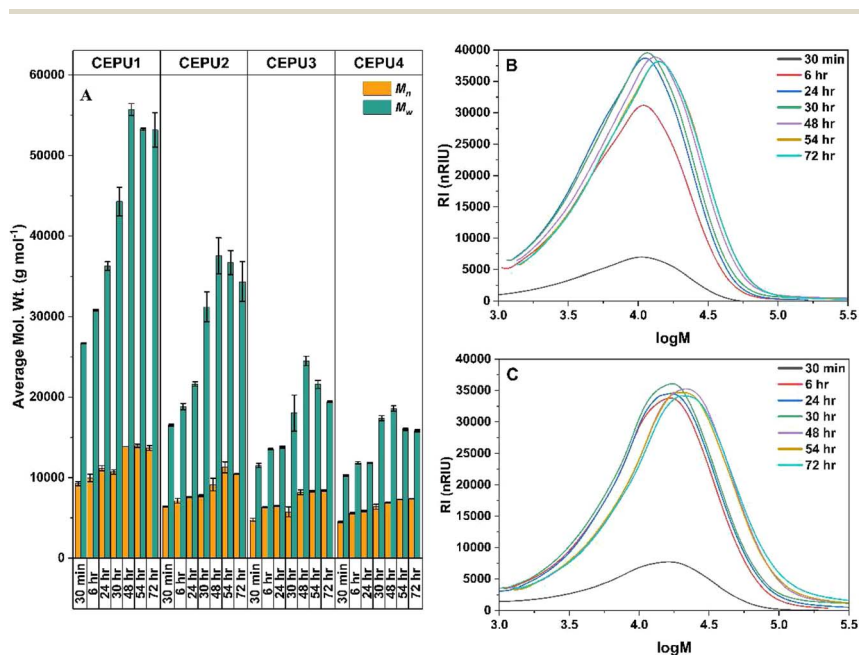 CEPU1 CEPU2 CEPU3 CEPU4
A
Mn
Mw
60000
50000
40000
30000
20000
10000
0
Average Mol. Wt. (g mol-1)
30 min 6 hr 24 hr 30 hr 48 hr 54 hr 72 hr 30 min 6 hr 24 hr 30 hr 48 hr 54 hr 72 hr 30 min 6 hr 24 hr 30 hr 48 hr 54 hr 72 hr 30 min 6 hr 24 hr 30 hr 48 hr 54 hr 72 hr
B
30 min
6 hr
24 hr
30 hr
48 hr
54 hr
72 hr
40000
35000
30000
25000
20000
15000
10000
5000
0
RI (nRIU)
3.0 3.5 4.0 4.5 5.0 5.5
logM
C
30 min
6 hr
24 hr
30 hr
48 hr
54 hr
72 hr
40000
35000
30000
25000
20000
15000
10000
5000
0
RI (nRIU)
3.0 3.5 4.0 4.5 5.0 5.5
logM